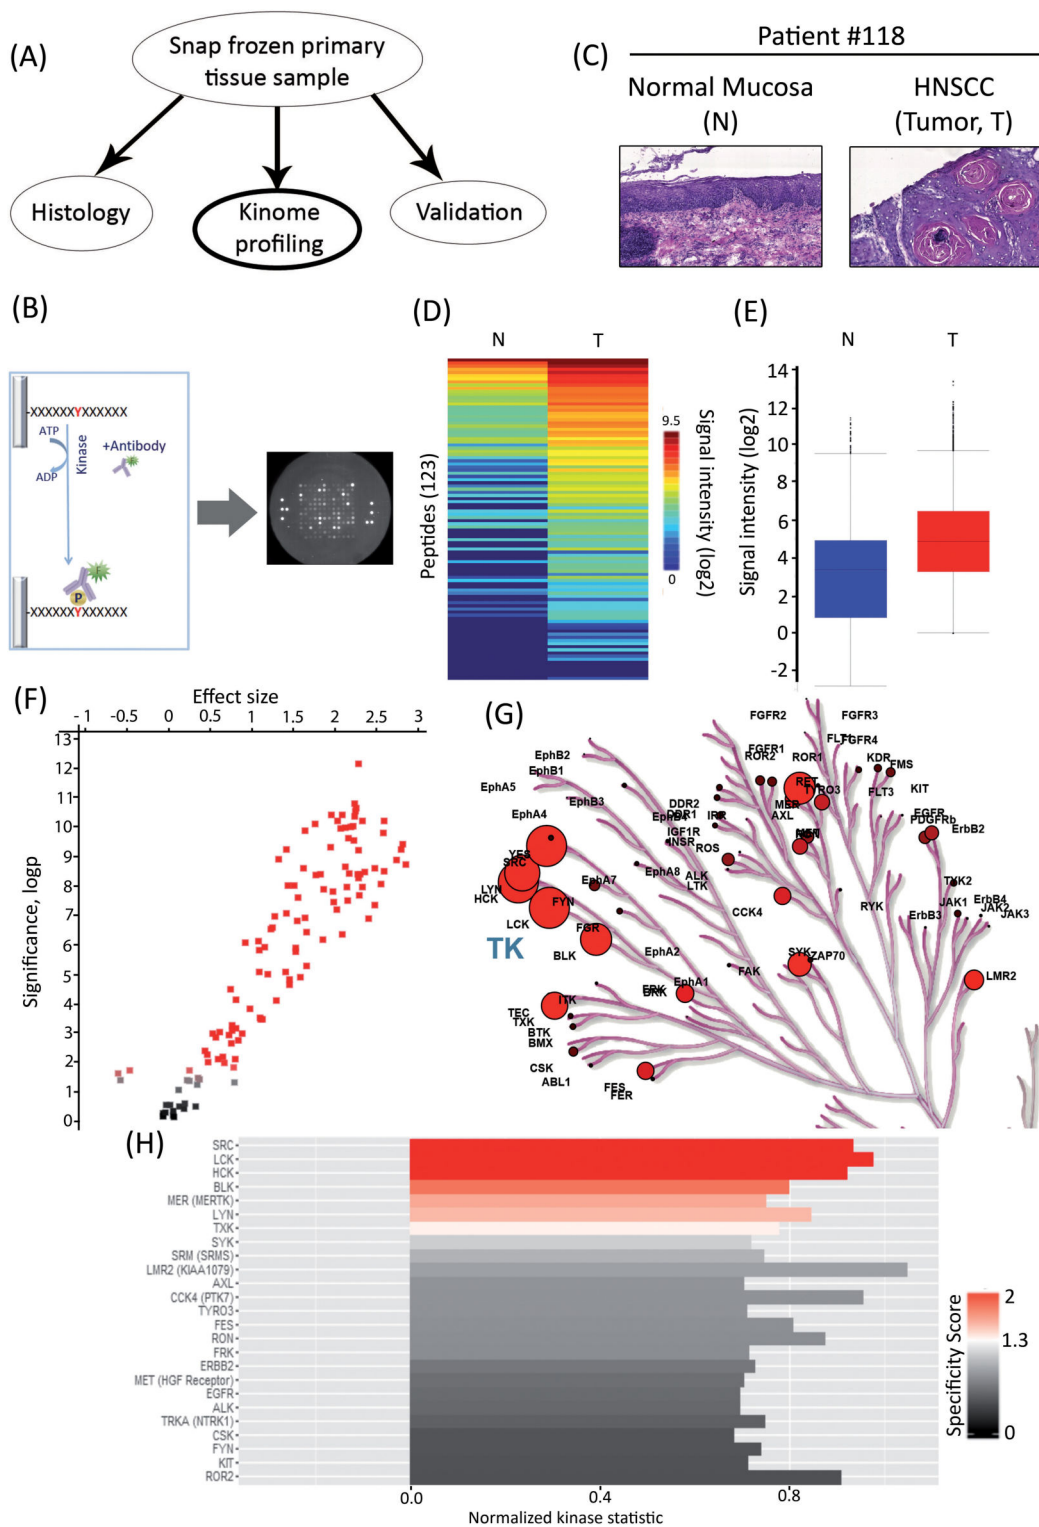 (A)
Snap frozen primary
tissue sample
Histology
Kinome
profiling
Validation
Patient #118
(C)
Normal Mucosa
(N)
HNSCC
(Tumor, T)
(B)
-XXXXXXYXXXXXX
ATP
ADP
Kinase
+Antibody
P
-XXXXXXYXXXXXX
(D)
N
T
Peptides (123)
9.5
0
Signal intensity (log2)
(E)
N
T
Signal intensity (log2)
14
12
10
8
6
4
2
0
-2
(F)
Effect size
-1
-0.5
0
0.5
1
1.5
2
2.5
3
Significance, logp
13
12
11
10
9
8
7
6
5
4
3
2
1
0
(G)
FGFR2
FGFR3
FGFR1
FLT1
FGFR4
ROR2
ROR1
KDR
FMS
EphB2
EphB1
EphA5
RET
TYRO3
FLT3
KIT
EphB3
DDR2
DDR1
MER
AXL
EphA4
EphB4
IRR
EGFR
IGF1R
INSR
PDGFRb
ErbB2
YES
SRC
ROS
LYN
HCK
EphA7
EphA8
ALK
LTK
TYK2
FYN
CCK4
RYK
JAK1
ErbB4
JAK2
LCK
FGR
ErbB3
JAK3
TK
BLK
EphA2
SYK
ZAP70
FAK
EphA1
LMR2
ITK
FRK
BRK
TEC
TXK
BTK
BMX
CSK
ABL1
FES
FER
(H)
SRC
LCK
HCK
BLK
MER (MERTK)
LYN
TXK
SYK
SRM (SRMS)
LMR2 (KIAA1079)
AXL
CCK4 (PTK7)
TYRO3
FES
RON
FRK
ERBB2
MET (HGF Receptor)
EGFR
ALK
TRKA (NTRK1)
CSK
FYN
KIT
ROR2
0.0
0.4
0.8
Normalized kinase statistic
Specificity Score
2
1.3
0